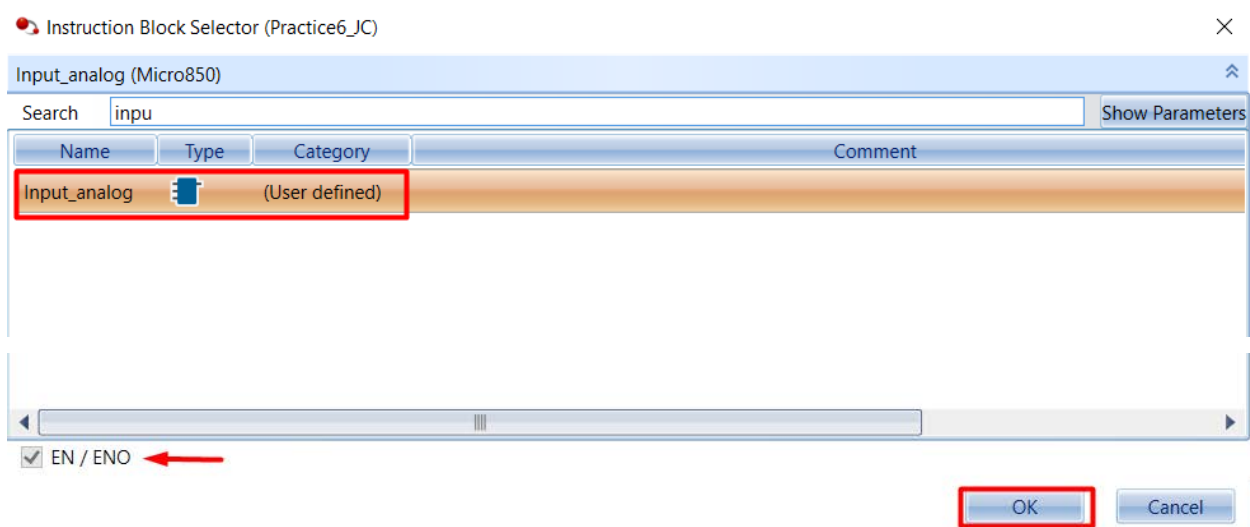 Instruction Block Selector (Practice6_JC)
Input_analog (Micro850)
Search inpu Show Parameters
Name Type Category Comment
Input_analog (User defined)
EN / ENO
OK Cancel